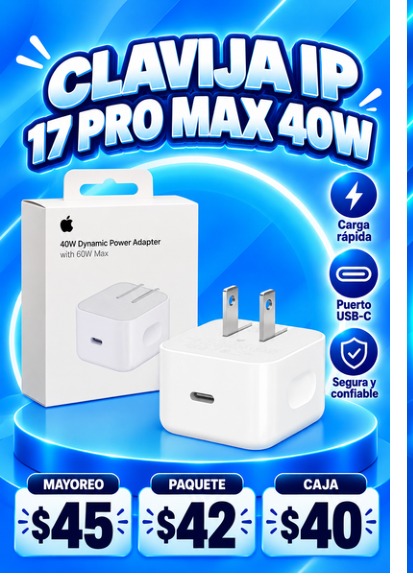 CLAVIJA IP
17 PRO MAX 40W
40W Dynamic Power Adapter
with 60W Max
Carga
rápida
Puerto
USB-C
Segura y
confiable
MAYOREO
$45
PAQUETE
$42
CAJA
$40